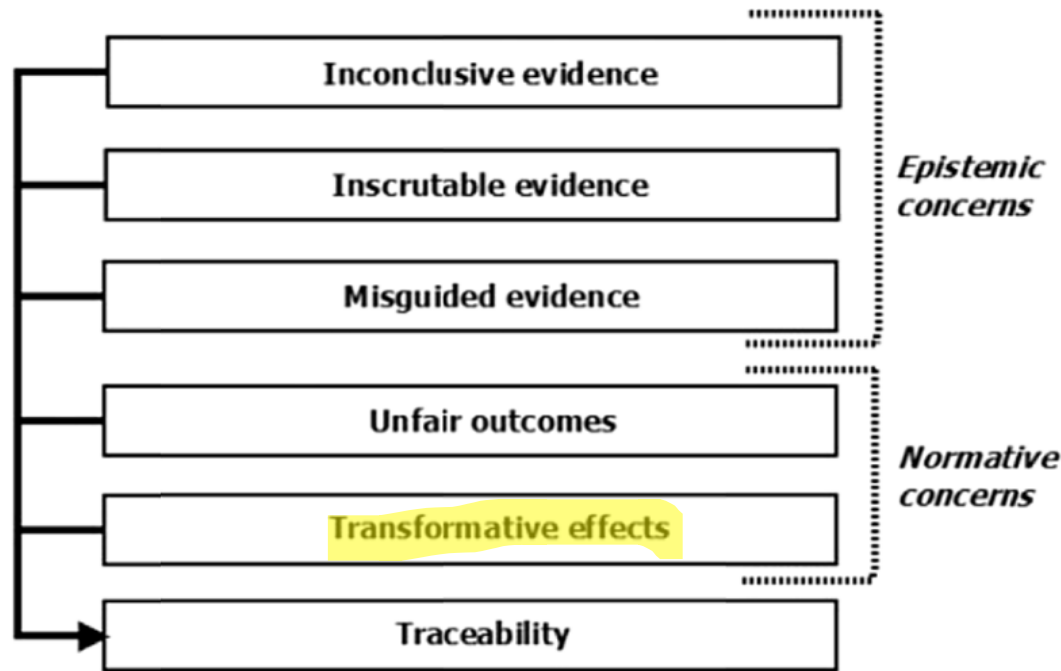 Inconclusive evidence
Inscrutable evidence
Epistemic
concerns
Misguided evidence
Unfair outcomes
Normative
concerns
Transformative effects
Traceability